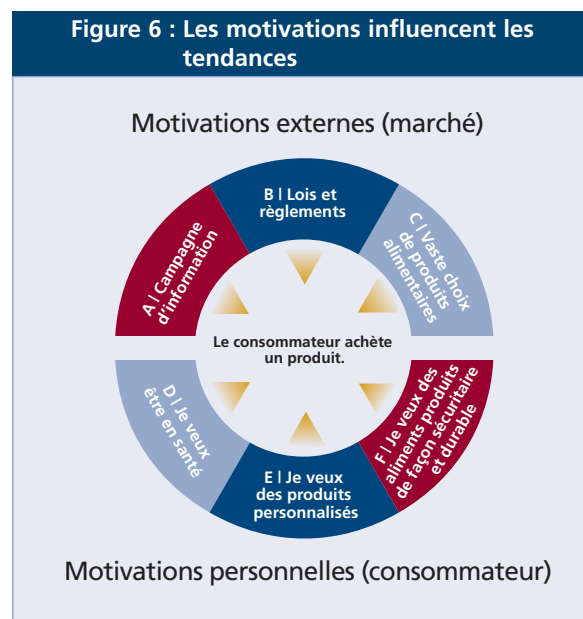 Figure 6 : Les motivations influencent les
tendances
Motivations externes (marché)
A | Campagne
d'information
B | Lois et
règlements
C | Vaste choix
de produits
alimentaires
Le consommateur achète
un produit.
D | Je veux
être en santé
E | Je veux
des produits
personnalisés
F | Je veux des
aliments produits
de façon sécuritaire
et durable
Motivations personnelles (consommateur)